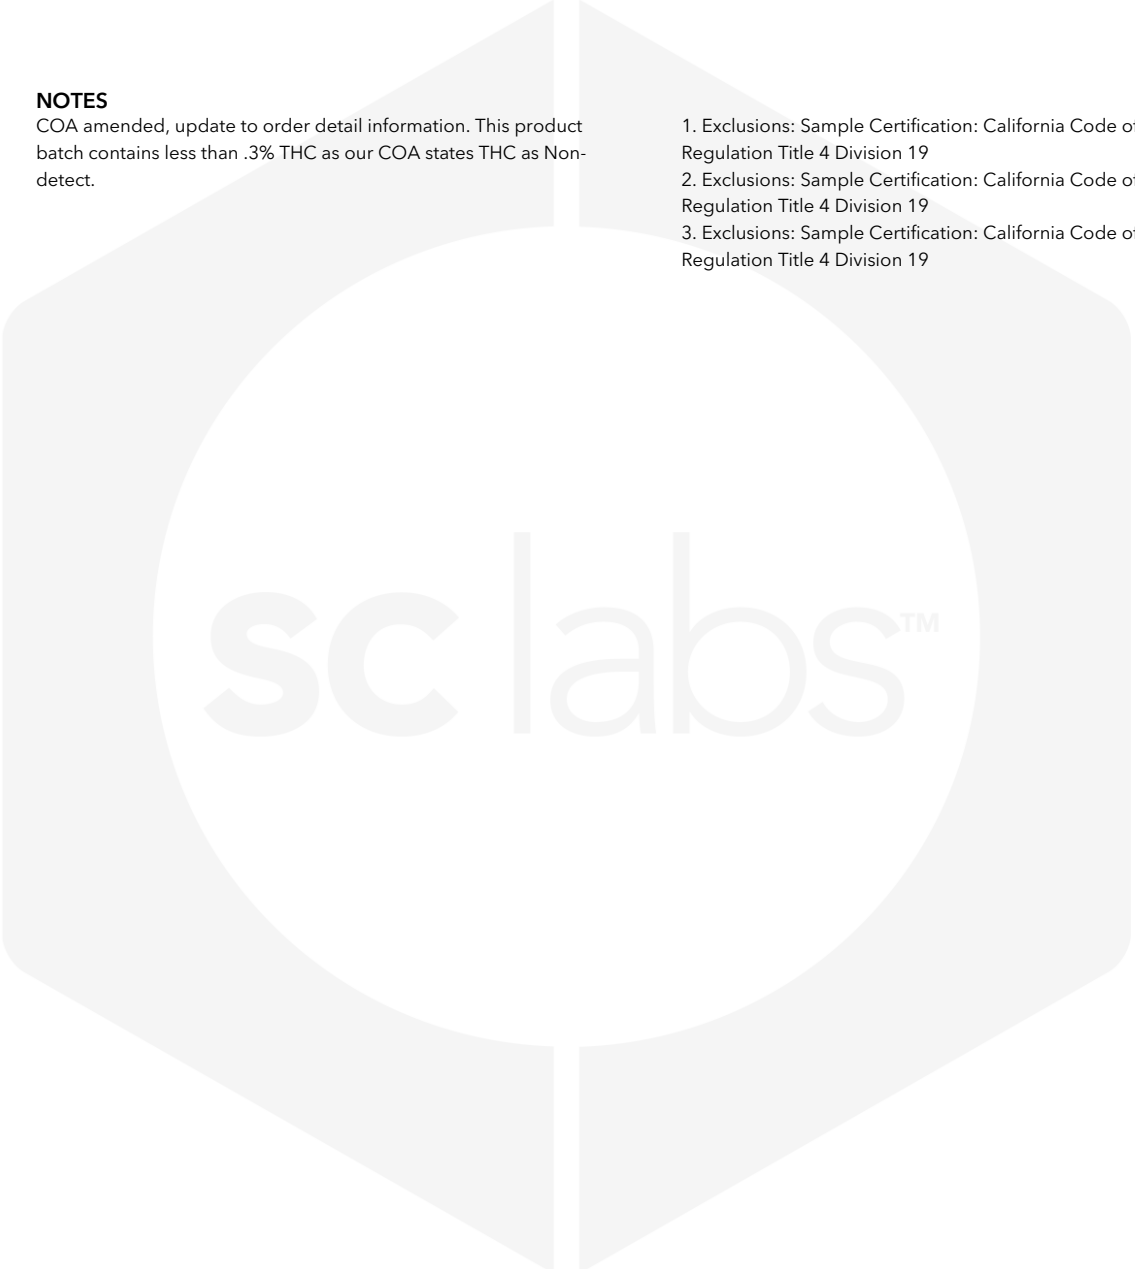 NOTES
COA amended, update to order detail information. This product
batch contains less than .3% THC as our COA states THC as Non-
detect.
1. Exclusions: Sample Certification: California Code of
Regulation Title 4 Division 19
2. Exclusions: Sample Certification: California Code of
Regulation Title 4 Division 19
3. Exclusions: Sample Certification: California Code of
Regulation Title 4 Division 19
sc labs™